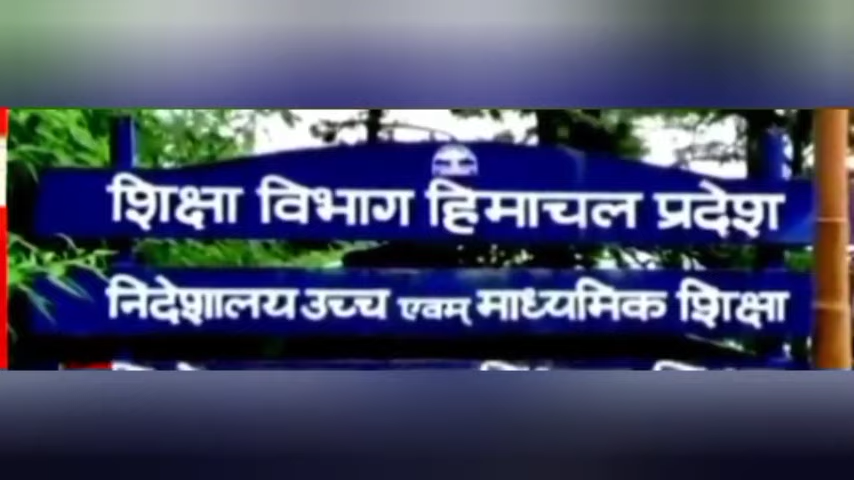 शिक्षा विभाग हिमाचल प्रदेश
निदेशालय उच्च एवम् माध्यमिक शिक्षा